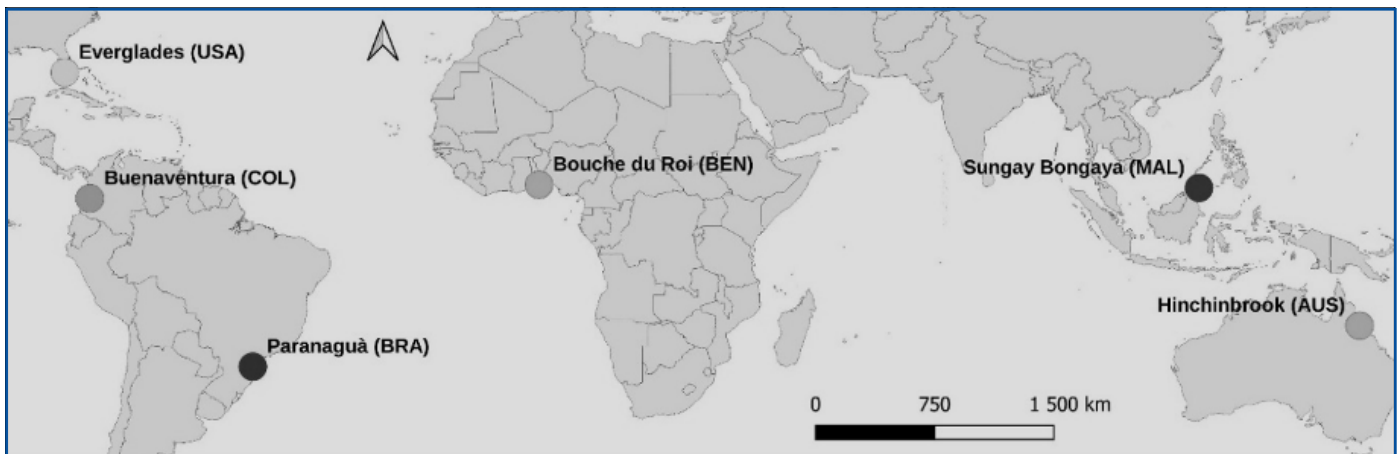 Everglades (USA)
Buenaventura (COL)
Bouche du Roi (BEN)
Sungay Bongaya (MAL)
Hinchinbrook (AUS)
Paranaguà (BRA)
0 750 1 500 km